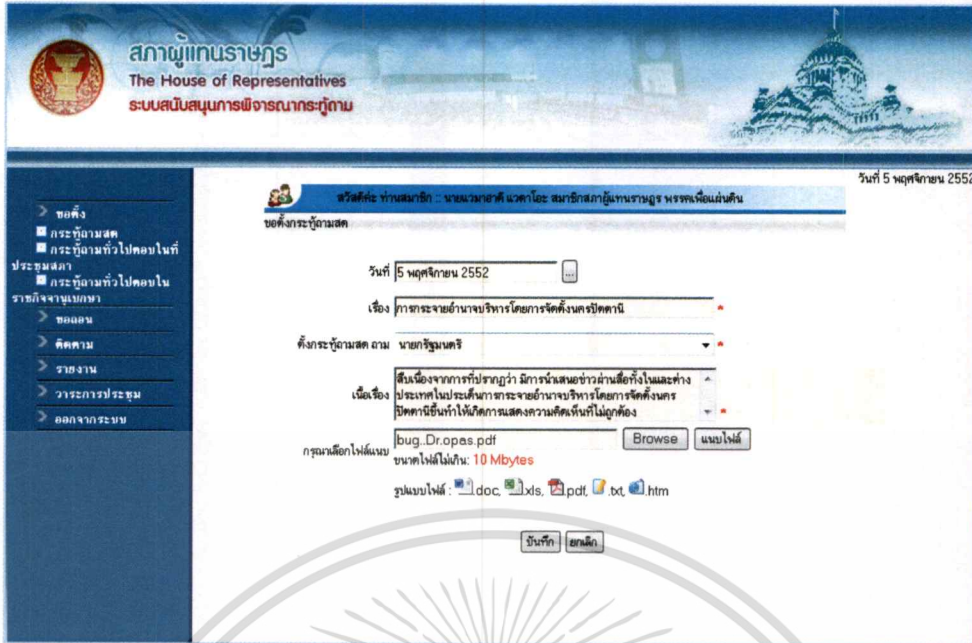 สภาผู้แทนราษฎร
The House of Representatives
ระบบสนับสนุนการพิจารณากระทู้ถาม
วันที่ 5 พฤศจิกายน 2552
สวัสดีค่ะ ท่านสมาชิก :: นายแวมาฮาดี แวดาโอะ สมาชิกสภาผู้แทนราษฎร พรรคเพื่อแผ่นดิน
ขอตั้ง
กระทู้ถามสด
กระทู้ถามทั่วไปตอบในที่
ประชุมสภา
กระทู้ถามทั่วไปตอบใน
ราชกิจจานุเบกษา
ขอถอน
ติดตาม
รายงาน
วาระการประชุม
ออกจากระบบ
ขอตั้งกระทู้ถามสด
วันที่ 5 พฤศจิกายน 2552 ...
เรื่อง การกระจายอำนาจบริหารโดยการจัดตั้งนครปัตตานี *
ตั้งกระทู้ถามสด ถาม นายกรัฐมนตรี *
เนื้อเรื่อง สืบเนื่องจากการที่ปรากฏว่า มีการนำเสนอข่าวผ่านสื่อทั้งในและต่าง
ประเทศในประเด็นการกระจายอำนาจบริหารโดยการจัดตั้งนคร
ปัตตานีขึ้นทำให้เกิดการแสดงความคิดเห็นที่ไม่ถูกต้อง *
กรุณาเลือกไฟล์แนบ bug..Dr.opas.pdf Browse แนบไฟล์
ขนาดไฟล์ไม่เกิน: 10 Mbytes
รูปแบบไฟล์ : .doc, .xls, .pdf, .txt, .htm
บันทึก ยกเลิก